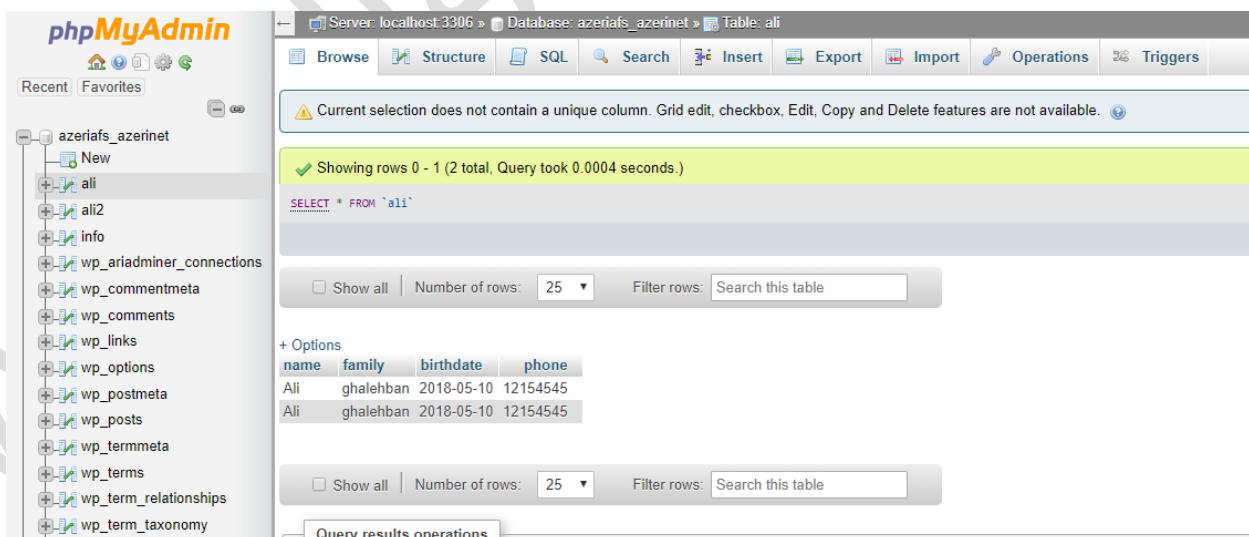 phpMyAdmin
Recent Favorites
azeriafs_azerinet
New
ali
ali2
info
wp_ariadminer_connections
wp_commentmeta
wp_comments
wp_links
wp_options
wp_postmeta
wp_posts
wp_termmeta
wp_terms
wp_term_relationships
wp_term_taxonomy
← Server: localhost:3306 » Database: azeriafs_azerinet » Table: ali
Browse Structure SQL Search Insert Export Import Operations Triggers
Current selection does not contain a unique column. Grid edit, checkbox, Edit, Copy and Delete features are not available.
Showing rows 0 - 1 (2 total, Query took 0.0004 seconds.)
SELECT * FROM `ali`
Show all Number of rows: 25 Filter rows: Search this table
+ Options
name family birthdate phone
Ali ghalehban 2018-05-10 12154545
Ali ghalehban 2018-05-10 12154545
Show all Number of rows: 25 Filter rows: Search this table
Query results operations